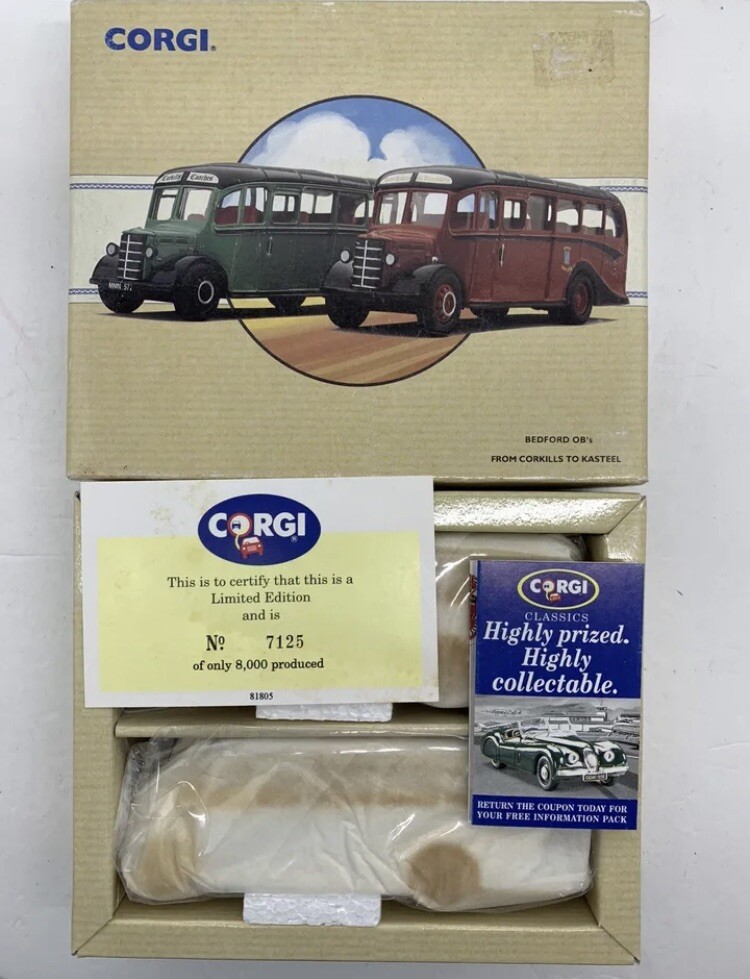 CORGI®
Corkills Coaches
BEDFORD OB's
FROM CORKILLS TO KASTEEL
CORGI®
This is to certify that this is a
Limited Edition
and is
Nº 7125
of only 8,000 produced
81805
CORGI
CLASSICS
Highly prized.
Highly
collectable.
RETURN THE COUPON TODAY FOR
YOUR FREE INFORMATION PACK